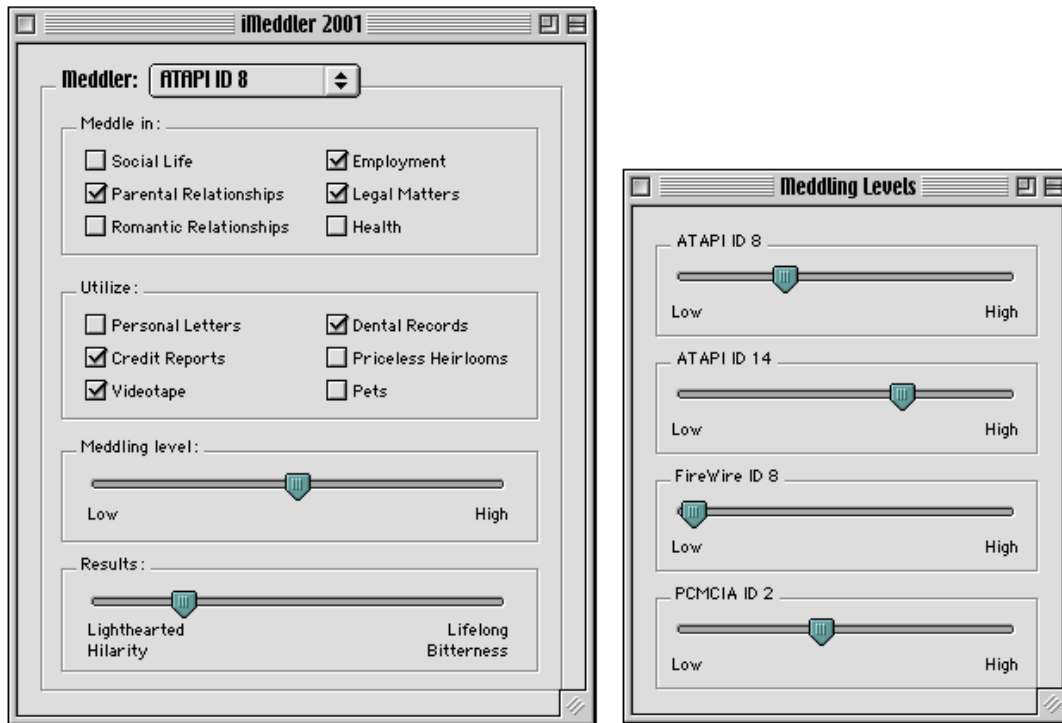 iMeddler 2001
Meddler: ATAPI ID 8
Meddle in:
Social Life
Employment
Parental Relationships
Legal Matters
Romantic Relationships
Health
Utilize:
Personal Letters
Dental Records
Credit Reports
Priceless Heirlooms
Videotape
Pets
Meddling level:
Low
High
Results:
Lighthearted
Hilarity
Lifelong
Bitterness
Meddling Levels
ATAPI ID 8
Low
High
ATAPI ID 14
Low
High
FireWire ID 8
Low
High
PCMCIA ID 2
Low
High